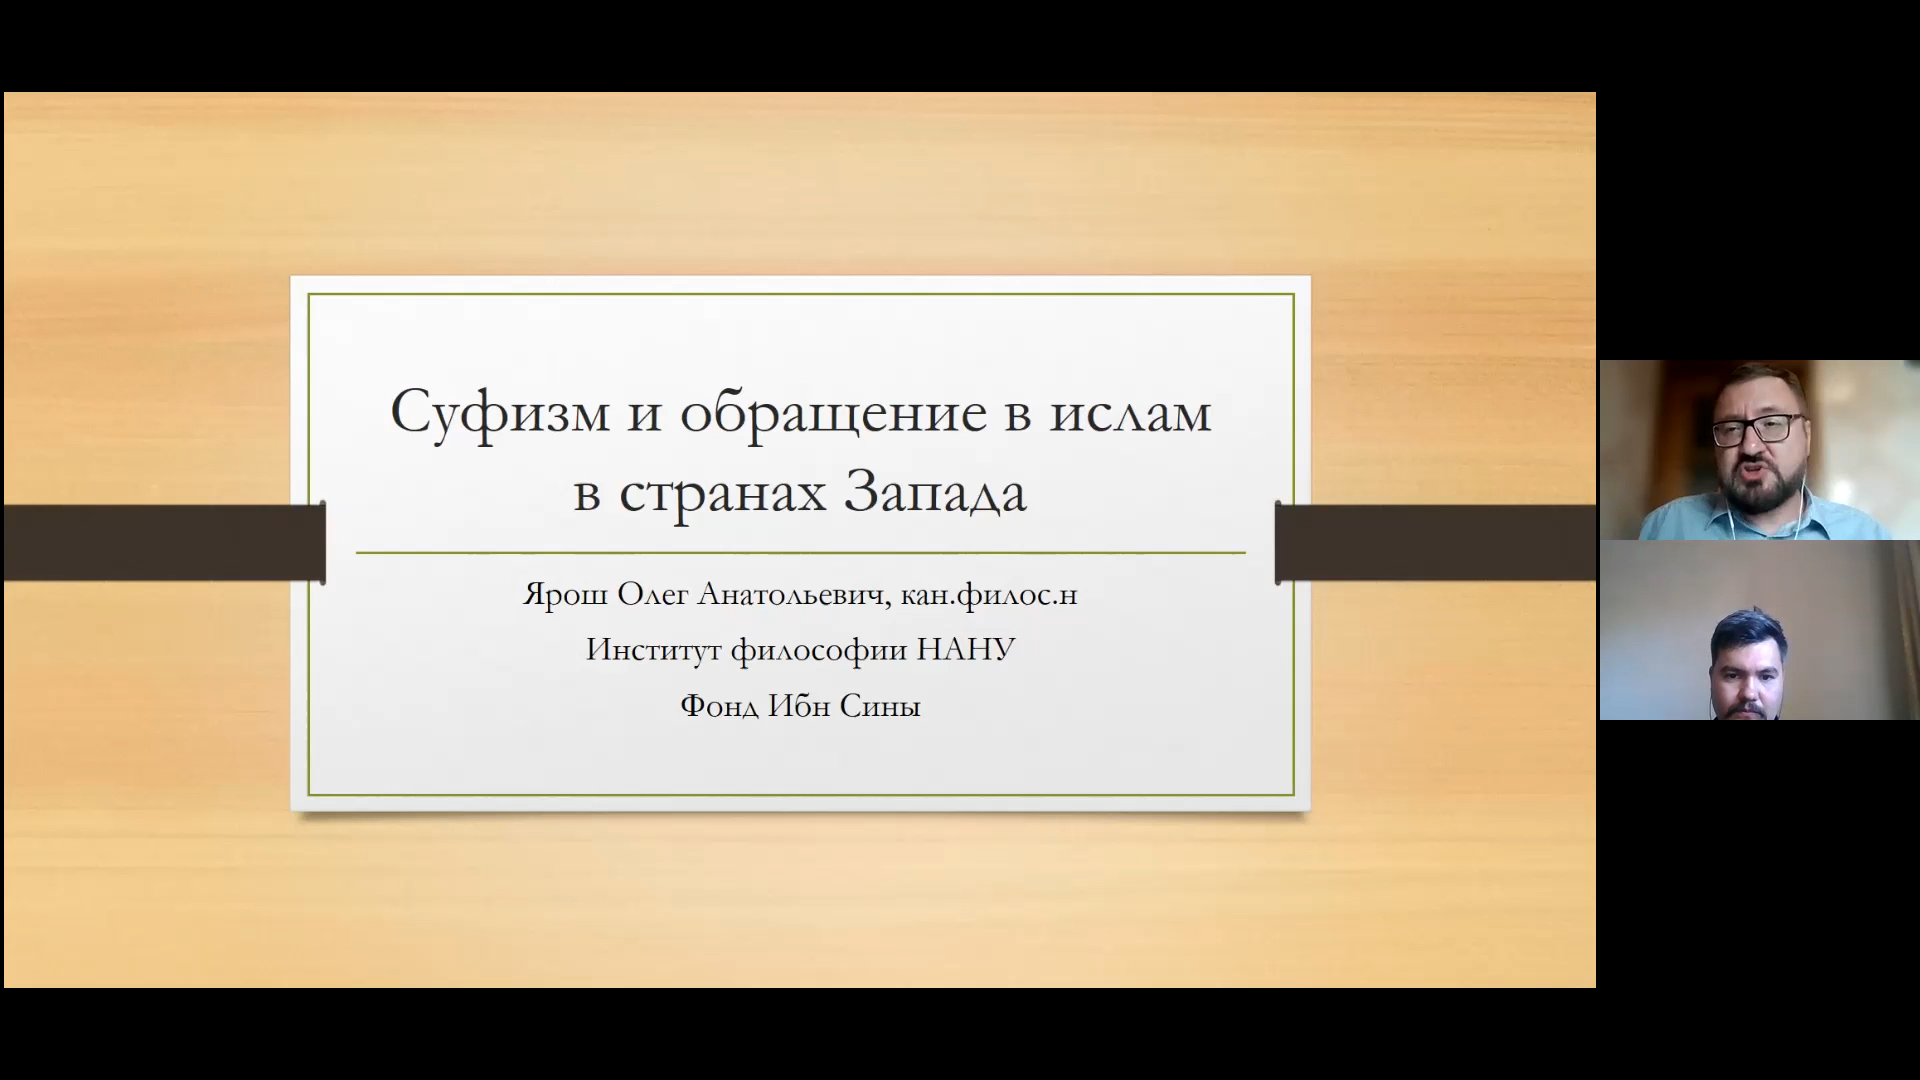 Суфизм и обращение в ислам
в странах Запада
Ярош Олег Анатольевич, кан.филос.н
Институт философии НАНУ
Фонд Ибн Сины